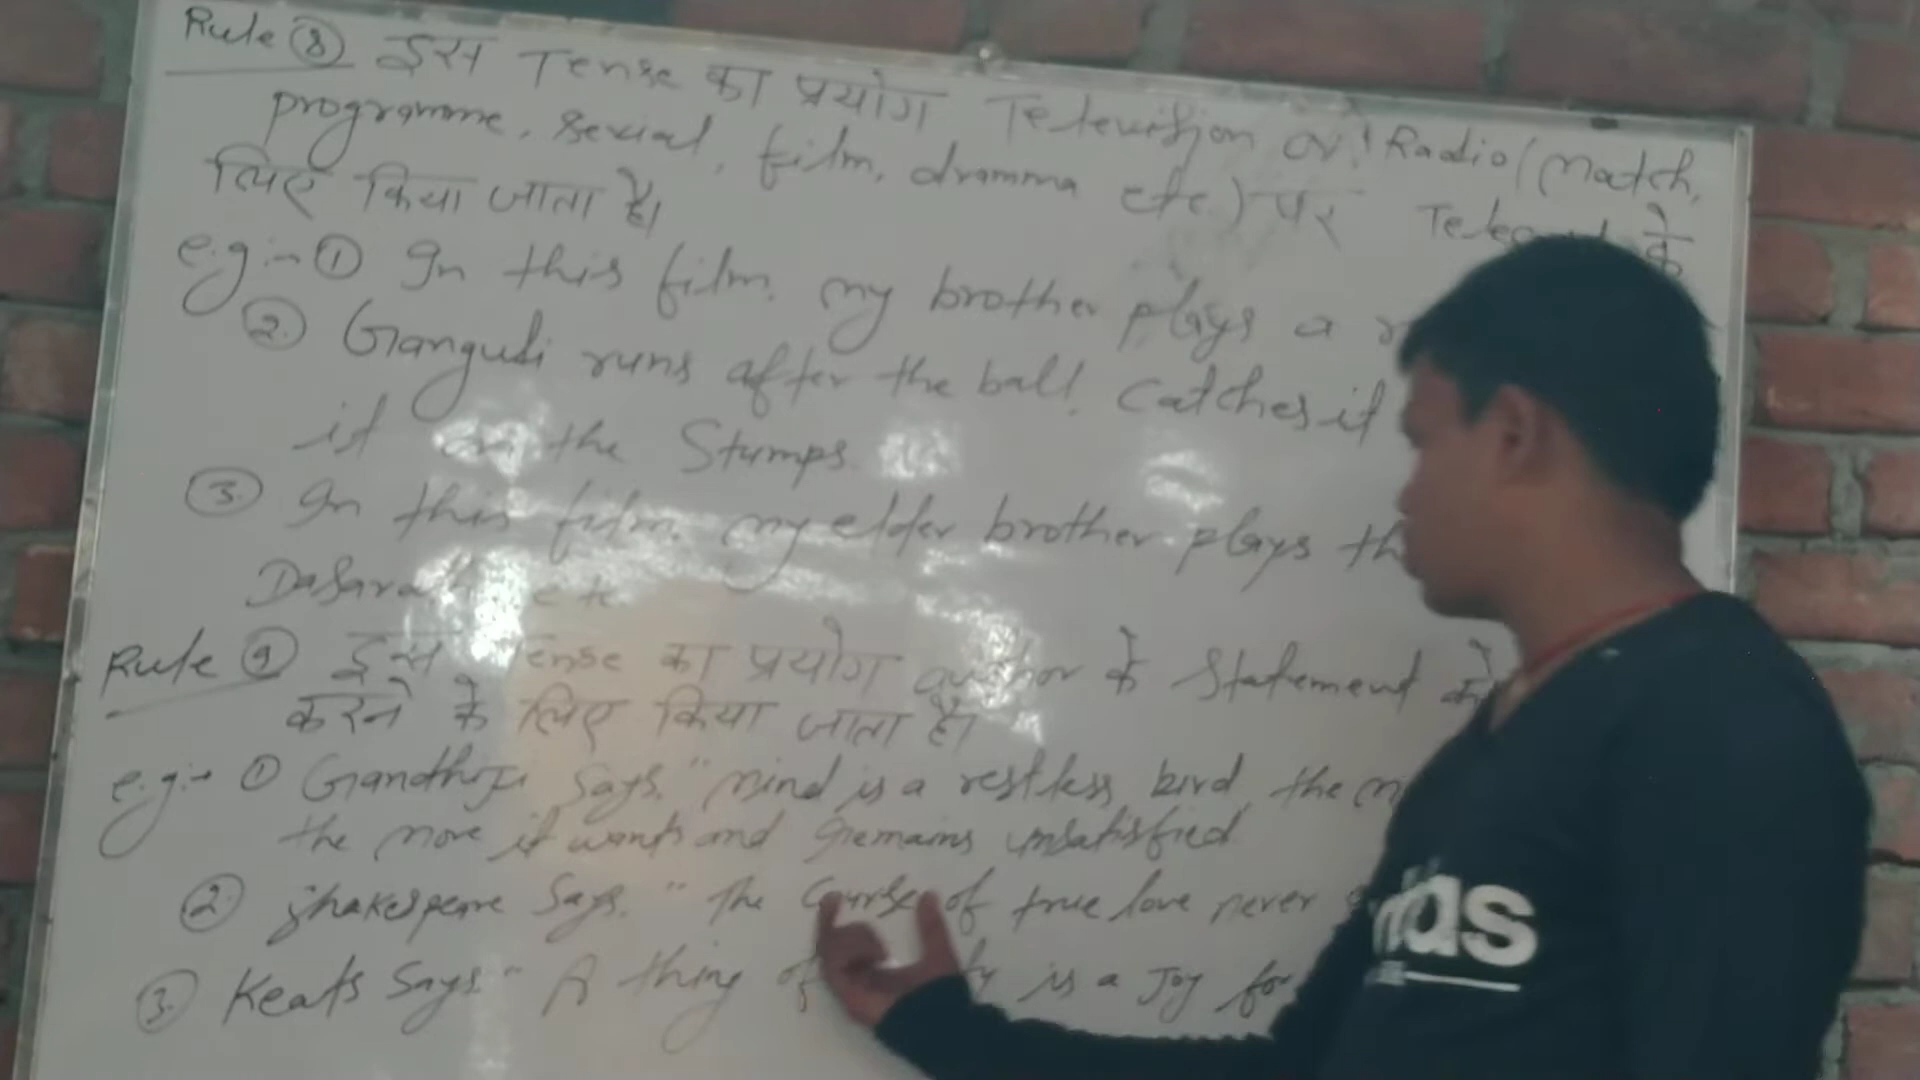 Rule ⑧ इस Tense का प्रयोग Television or Radio (Match,
programme, serial, film, dramma etc) पर के
लिए किया जाता है।
e.g:- ① In this film, my brother plays a
②. Ganguli runs after the ball, Catches it
it on the Stumps.
③. In this film, my elder brother plays
etc
Rule ⑨ इस Tense का प्रयोग author के Statement को
करने के लिए किया जाता है।
e.g:- ① Gandhiji says, "Mind is a restless bird, the
the more it wants and remains unsatisfied
②. Shakespeare Says, "The Course of true love never
③. Keats Says "A thing of is a Joy